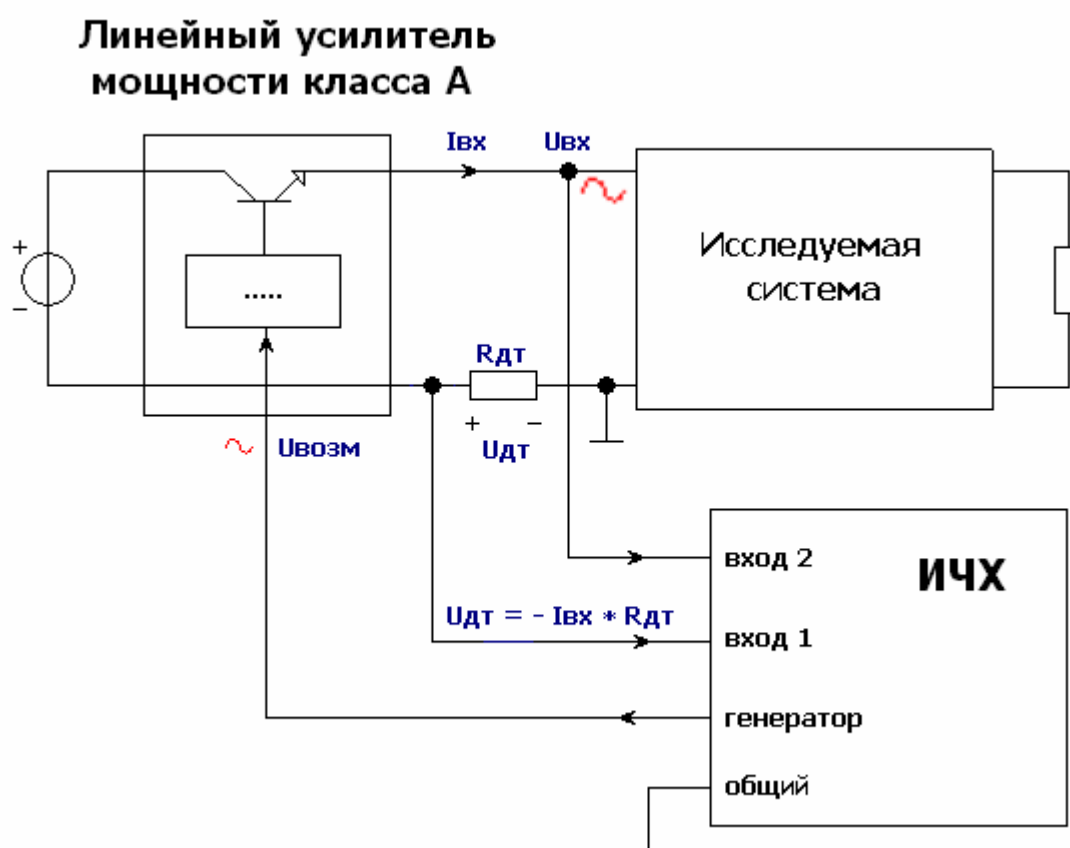 Линейный усилитель
мощности класса А
Iвх
Uвх
+
-
.....
Исследуемая
система
Rдт
+ -
Uдт
Uвозм
вход 2
ИЧХ
Uдт = - Iвх * Rдт
вход 1
генератор
общий